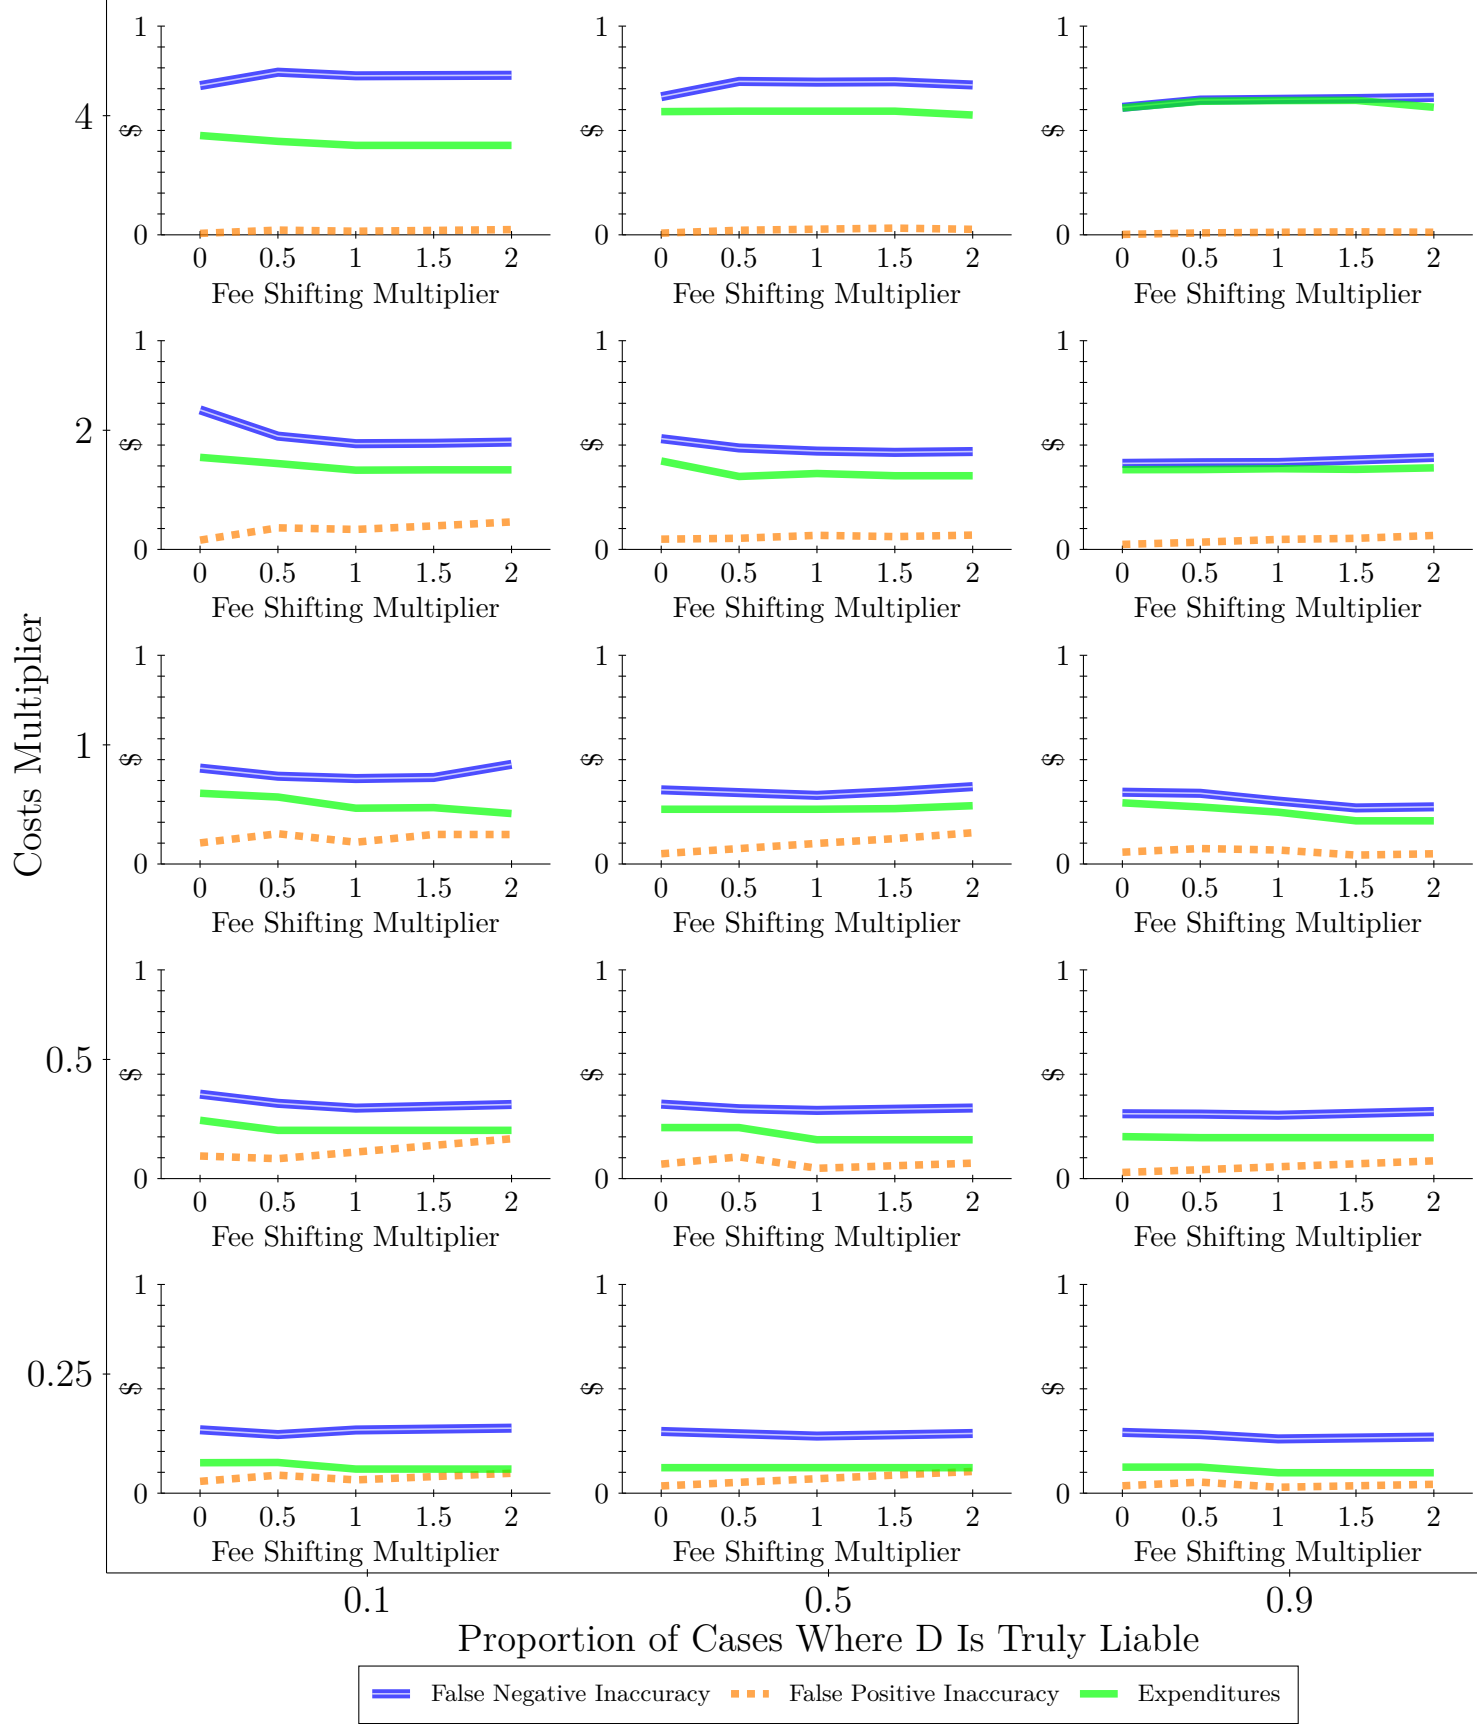 Costs Multiplier
4
1
$
0
0 0.5 1 1.5 2
Fee Shifting Multiplier
1
$
0
0 0.5 1 1.5 2
Fee Shifting Multiplier
1
$
0
0 0.5 1 1.5 2
Fee Shifting Multiplier
2
1
$
0
0 0.5 1 1.5 2
Fee Shifting Multiplier
1
$
0
0 0.5 1 1.5 2
Fee Shifting Multiplier
1
$
0
0 0.5 1 1.5 2
Fee Shifting Multiplier
1
1
$
0
0 0.5 1 1.5 2
Fee Shifting Multiplier
1
$
0
0 0.5 1 1.5 2
Fee Shifting Multiplier
1
$
0
0 0.5 1 1.5 2
Fee Shifting Multiplier
0.5
1
$
0
0 0.5 1 1.5 2
Fee Shifting Multiplier
1
$
0
0 0.5 1 1.5 2
Fee Shifting Multiplier
1
$
0
0 0.5 1 1.5 2
Fee Shifting Multiplier
0.25
1
$
0
0 0.5 1 1.5 2
Fee Shifting Multiplier
1
$
0
0 0.5 1 1.5 2
Fee Shifting Multiplier
1
$
0
0 0.5 1 1.5 2
Fee Shifting Multiplier
0.1 0.5 0.9
Proportion of Cases Where D Is Truly Liable
False Negative Inaccuracy False Positive Inaccuracy Expenditures